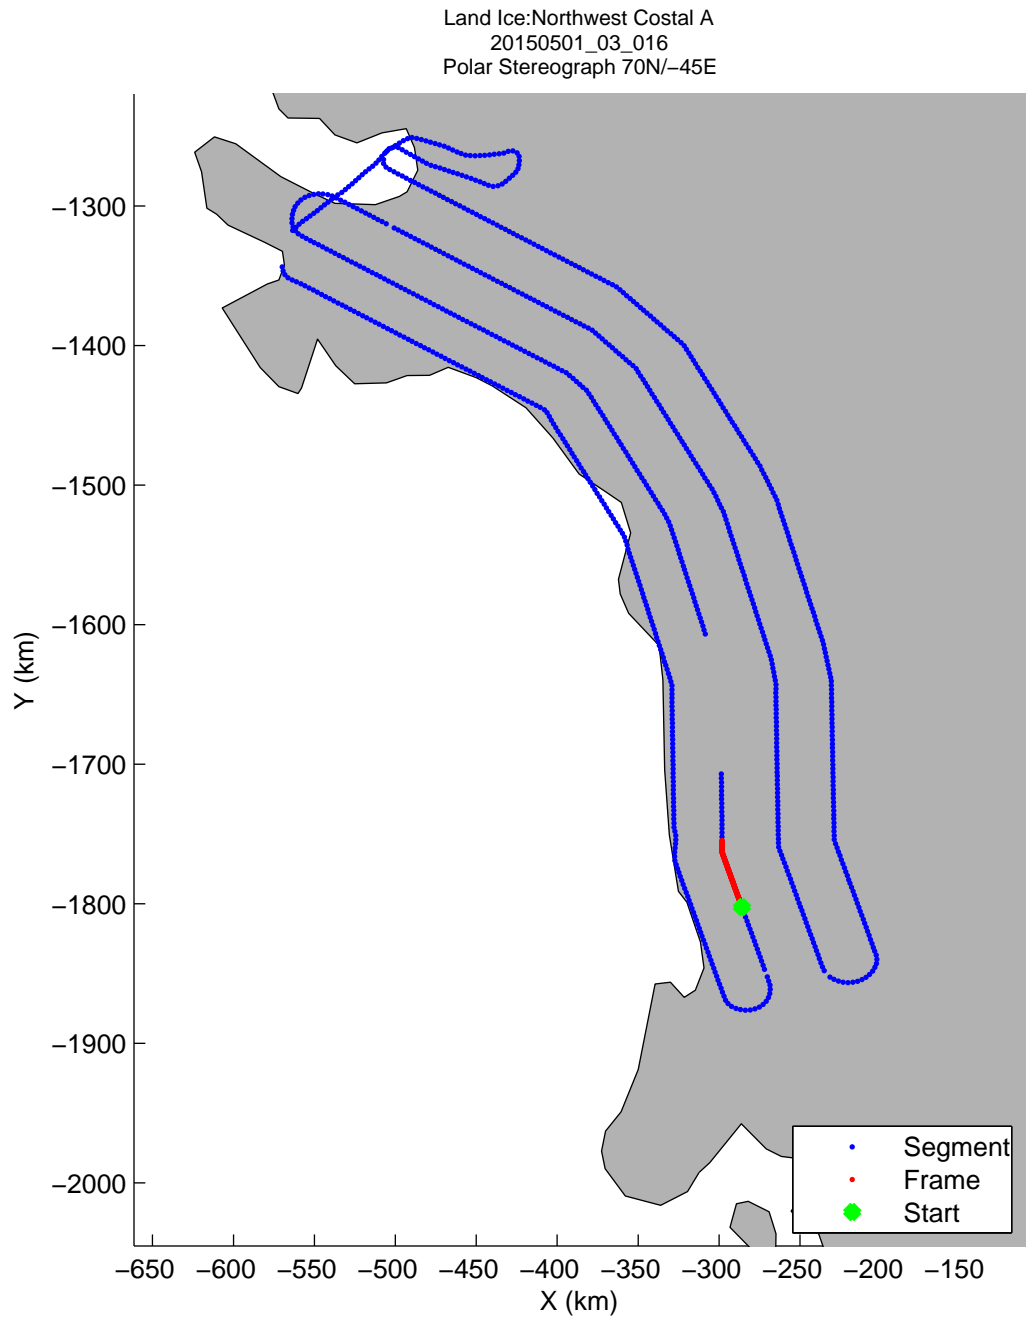 Land Ice:Northwest Costal A
20150501_03_016
Polar Stereograph 70N/−45E
−1300
−1400
−1500
−1600
−1700
−1800
−1900
−2000
Y (km)
Segment
Frame
Start
−650 −600 −550 −500 −450 −400 −350 −300 −250 −200 −150
X (km)